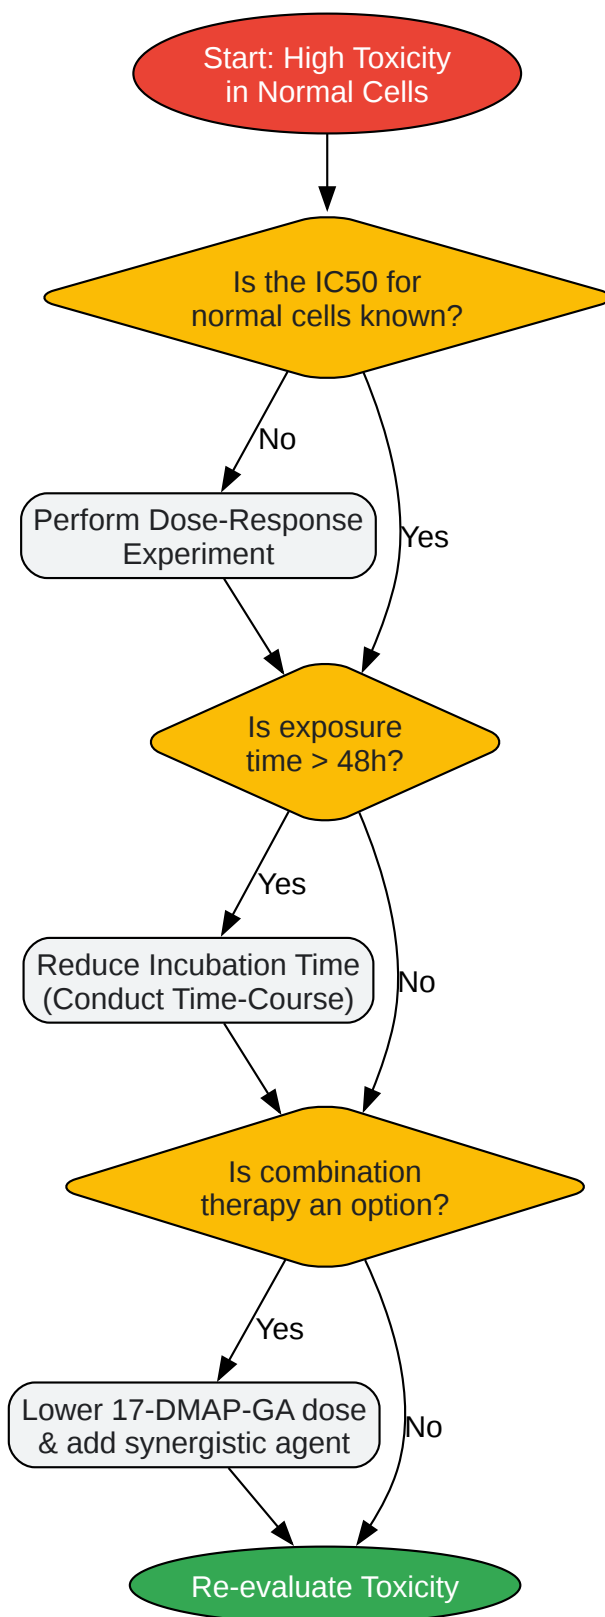 Start: High Toxicity
in Normal Cells
Is the IC50 for
normal cells known?
No
Perform Dose-Response
Experiment
Yes
Is exposure
time > 48h?
Yes
Reduce Incubation Time
(Conduct Time-Course)
No
Is combination
therapy an option?
Yes
Lower 17-DMAP-GA dose
& add synergistic agent
No
Re-evaluate Toxicity